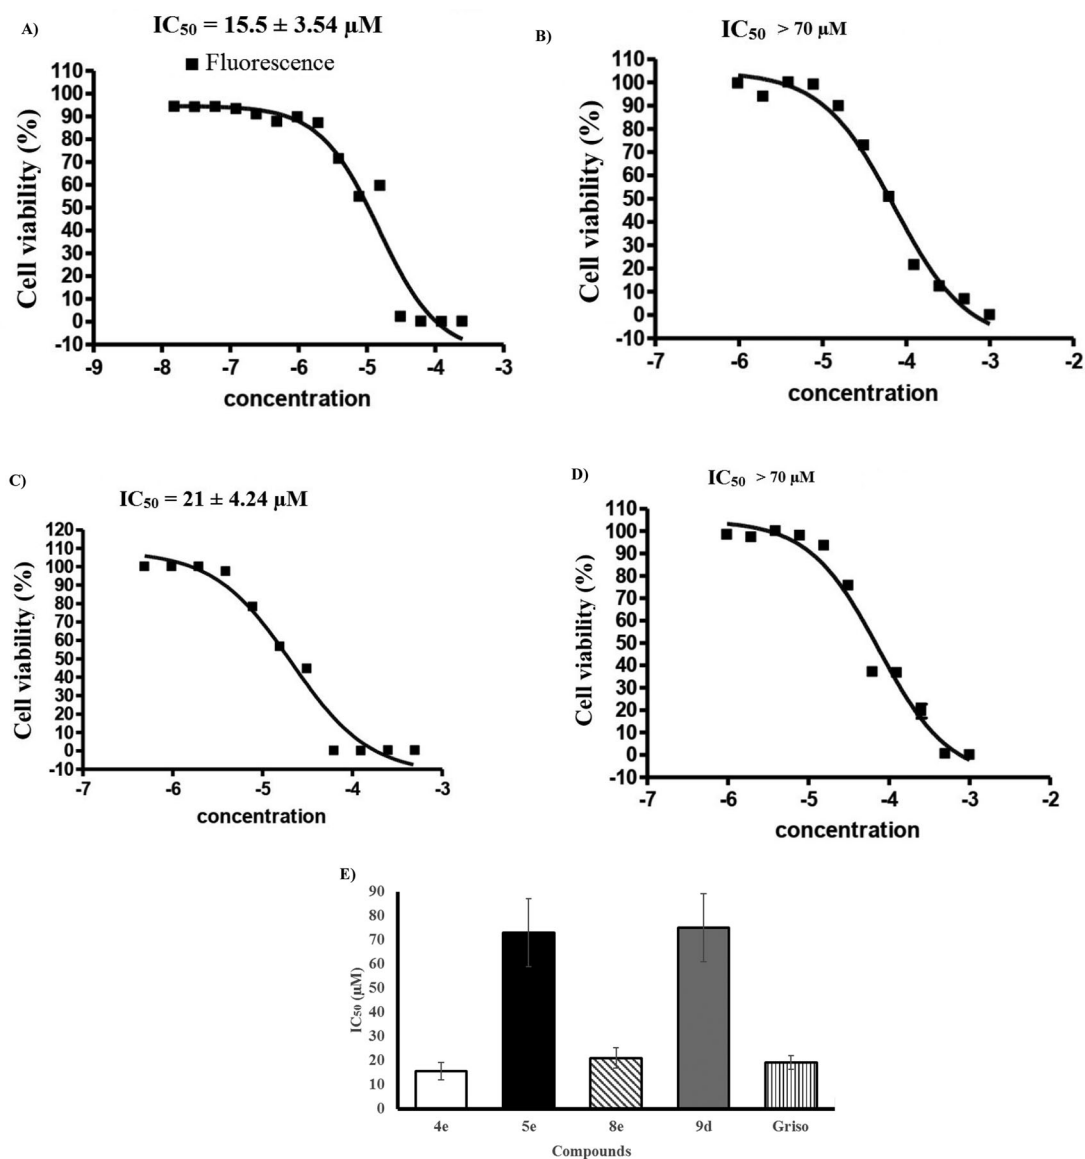 A)
IC50 = 15.5 ± 3.54 µM
Fluorescence
110
100
90
80
70
60
50
40
30
20
10
0
-10
Cell viability (%)
-9 -8 -7 -6 -5 -4 -3
concentration
B)
IC50 > 70 µM
110
100
90
80
70
60
50
40
30
20
10
0
-10
Cell viability (%)
-7 -6 -5 -4 -3 -2
concentration
C)
IC50 = 21 ± 4.24 µM
120
110
100
90
80
70
60
50
40
30
20
10
0
-10
Cell viability (%)
-7 -6 -5 -4 -3
concentration
D)
IC50 > 70 µM
110
100
90
80
70
60
50
40
30
20
10
0
-10
Cell viability (%)
-7 -6 -5 -4 -3 -2
concentration
E)
90
80
70
60
50
40
30
20
10
0
IC50 (µM)
4e 5e 8e 9d Griso
Compounds